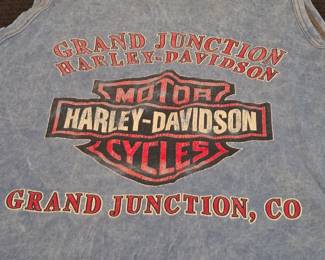 GRAND JUNCTION
HARLEY-DAVIDSON
MOTOR
HARLEY-DAVIDSON
CYCLES
GRAND JUNCTION, CO